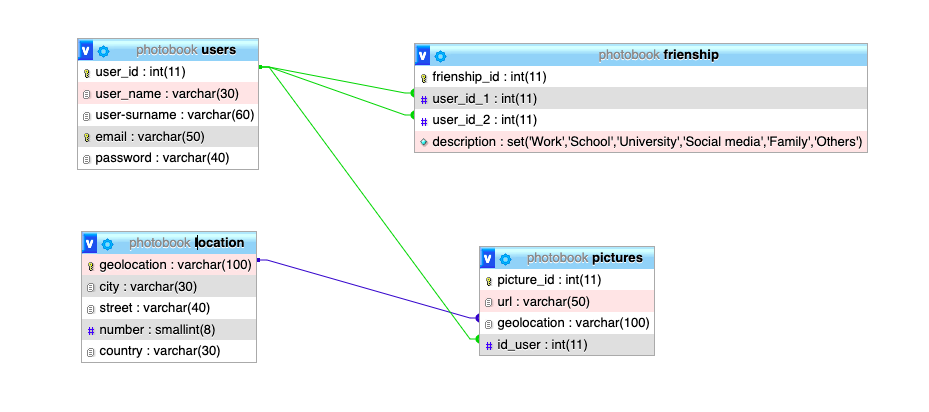 photobook users
user_id : int(11)
user_name : varchar(30)
user-surname : varchar(60)
email : varchar(50)
password : varchar(40)
photobook frienship
frienship_id : int(11)
# user_id_1 : int(11)
# user_id_2 : int(11)
description : set('Work','School','University','Social media','Family','Others')
photobook location
geolocation : varchar(100)
city : varchar(30)
street : varchar(40)
# number : smallint(8)
country : varchar(30)
photobook pictures
picture_id : int(11)
url : varchar(50)
geolocation : varchar(100)
# id_user : int(11)